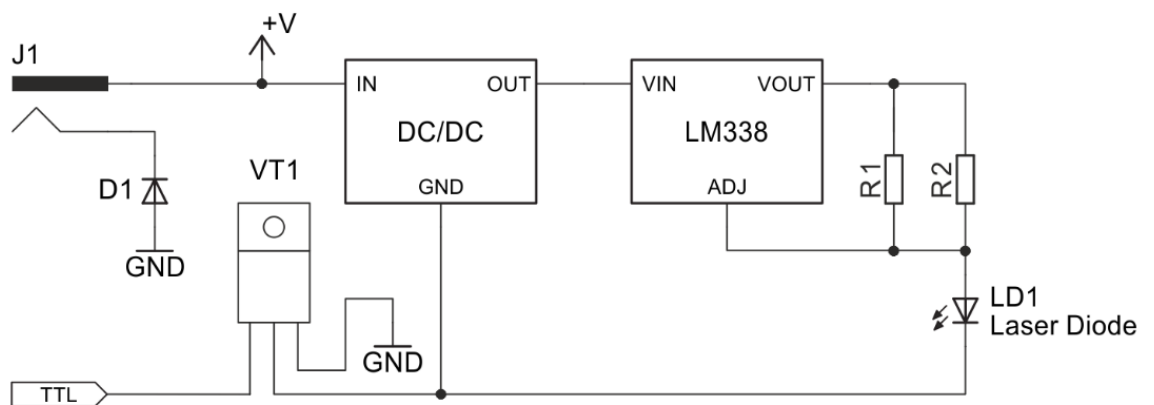 +V
J1
IN
OUT
DC/DC
GND
VIN
VOUT
LM338
ADJ
R1
R2
VT1
D1
GND
GND
LD1
Laser Diode
TTL